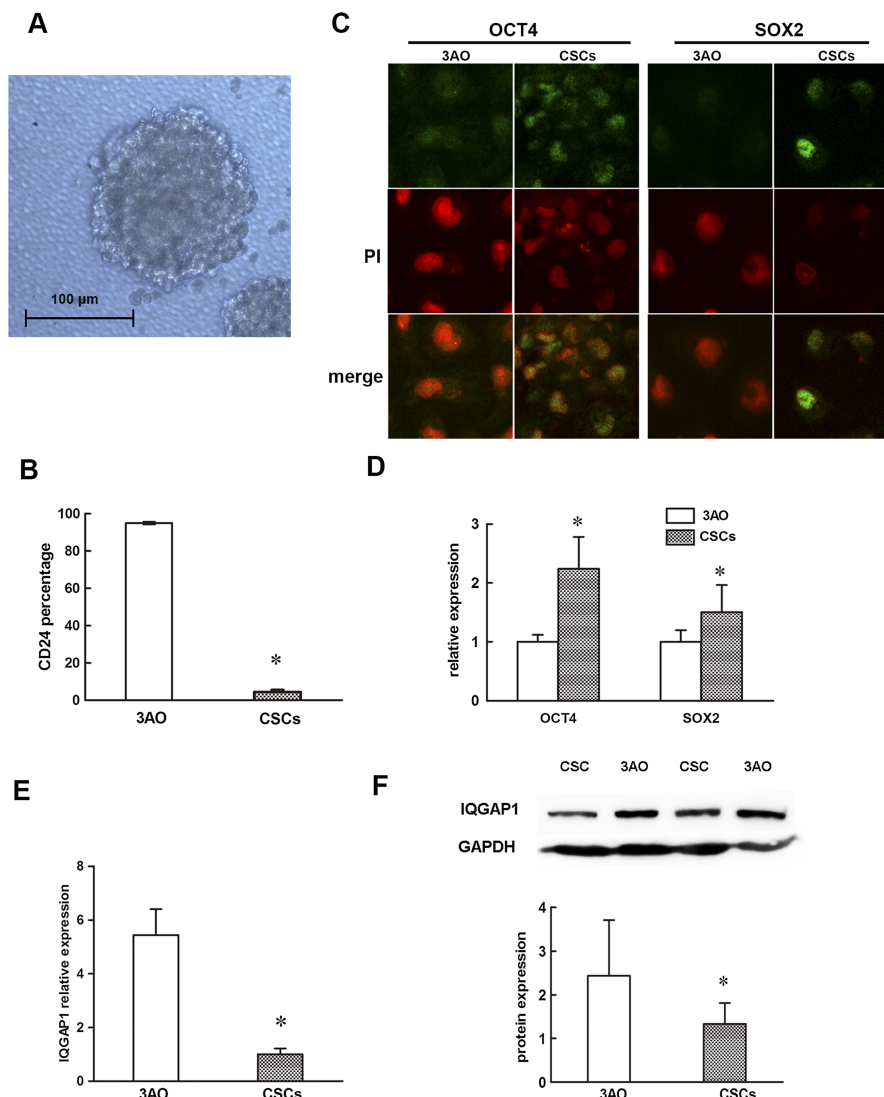 A
100 µm
C
OCT4
SOX2
3AO
CSCs
3AO
CSCs
PI
merge
B
CD24 percentage
100
80
60
40
20
0
*
3AO
CSCs
D
relative expression
3
2
1
0
*
*
3AO
CSCs
OCT4
SOX2
E
IQGAP1 relative expression
8
6
4
2
0
*
3AO
CSCs
F
CSC
3AO
CSC
3AO
IQGAP1
GAPDH
protein expression
4
3
2
1
0
*
3AO
CSCs